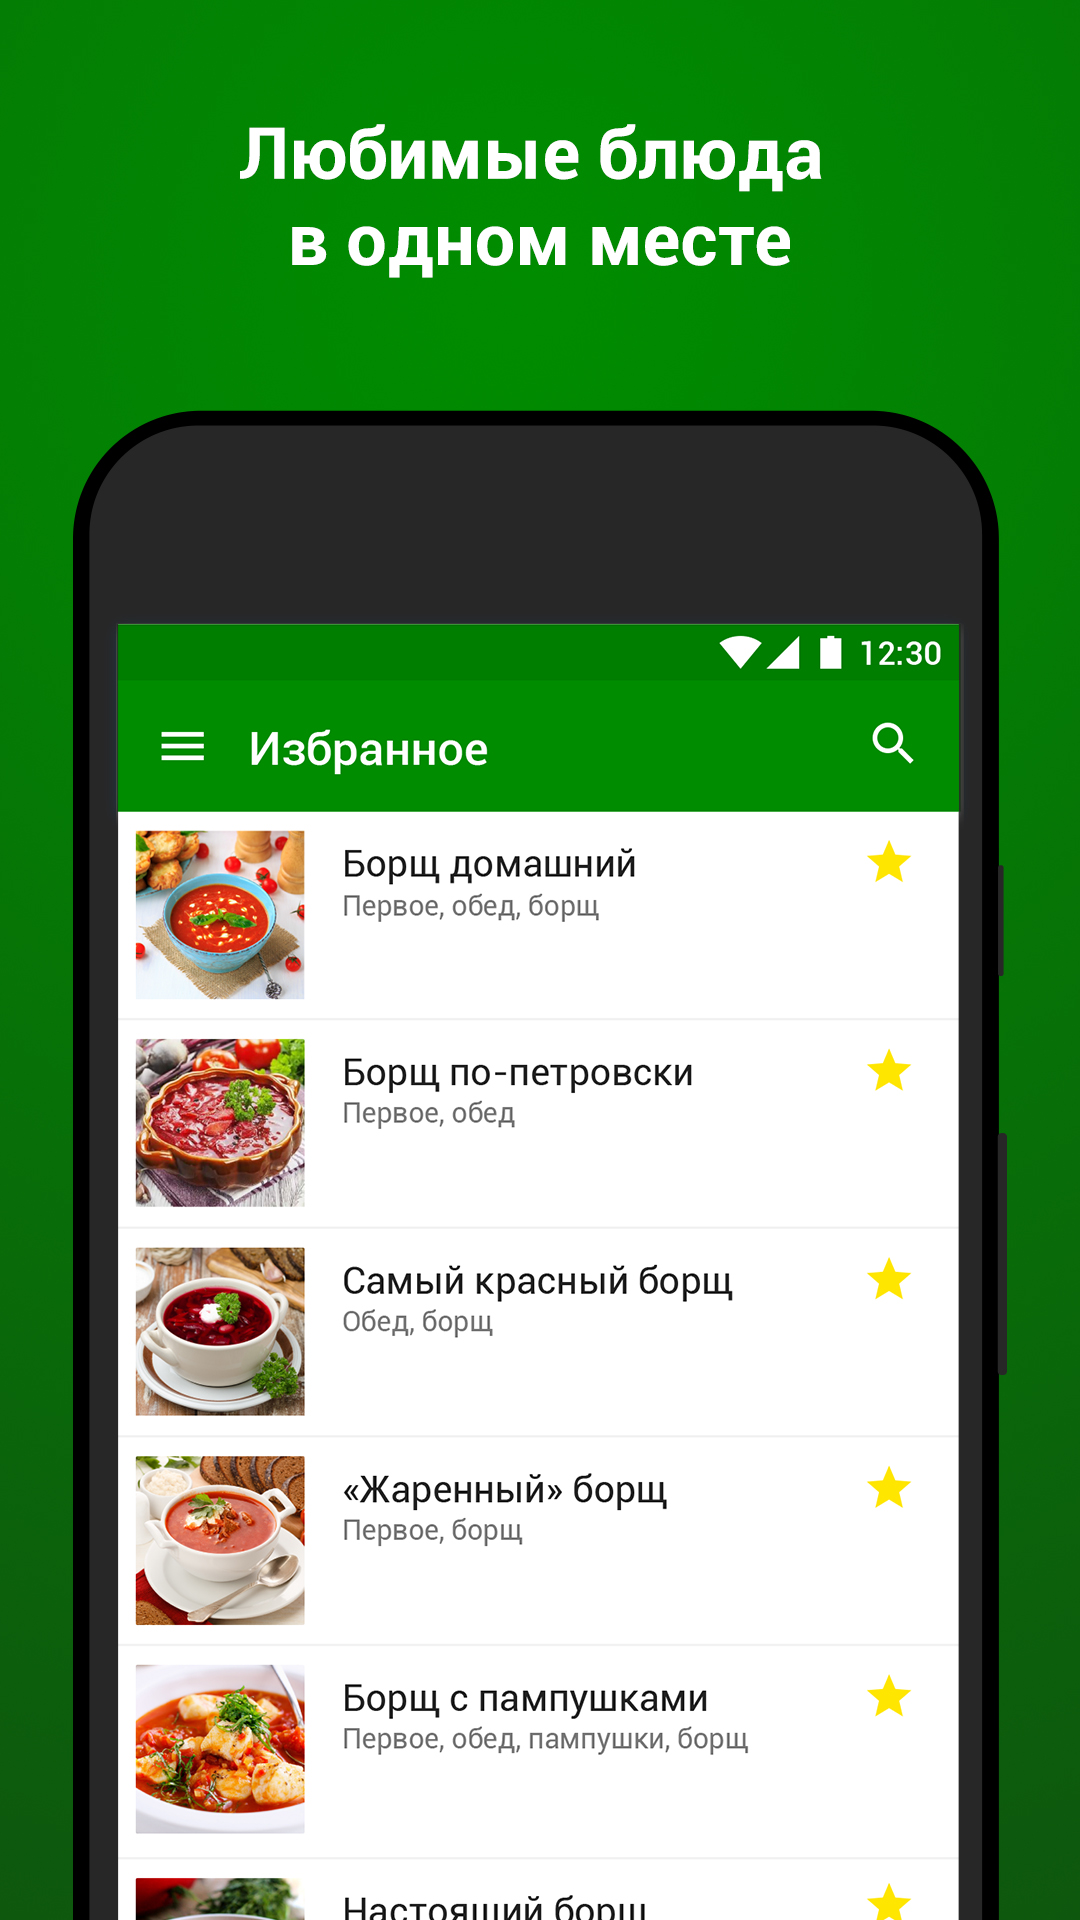 Любимые блюда
в одном месте
12:30
Избранное
Борщ домашний
Первое, обед, борщ
Борщ по-петровски
Первое, обед
Самый красный борщ
Обед, борщ
«Жаренный» борщ
Первое, борщ
Борщ с пампушками
Первое, обед, пампушки, борщ
Настоящий борщ